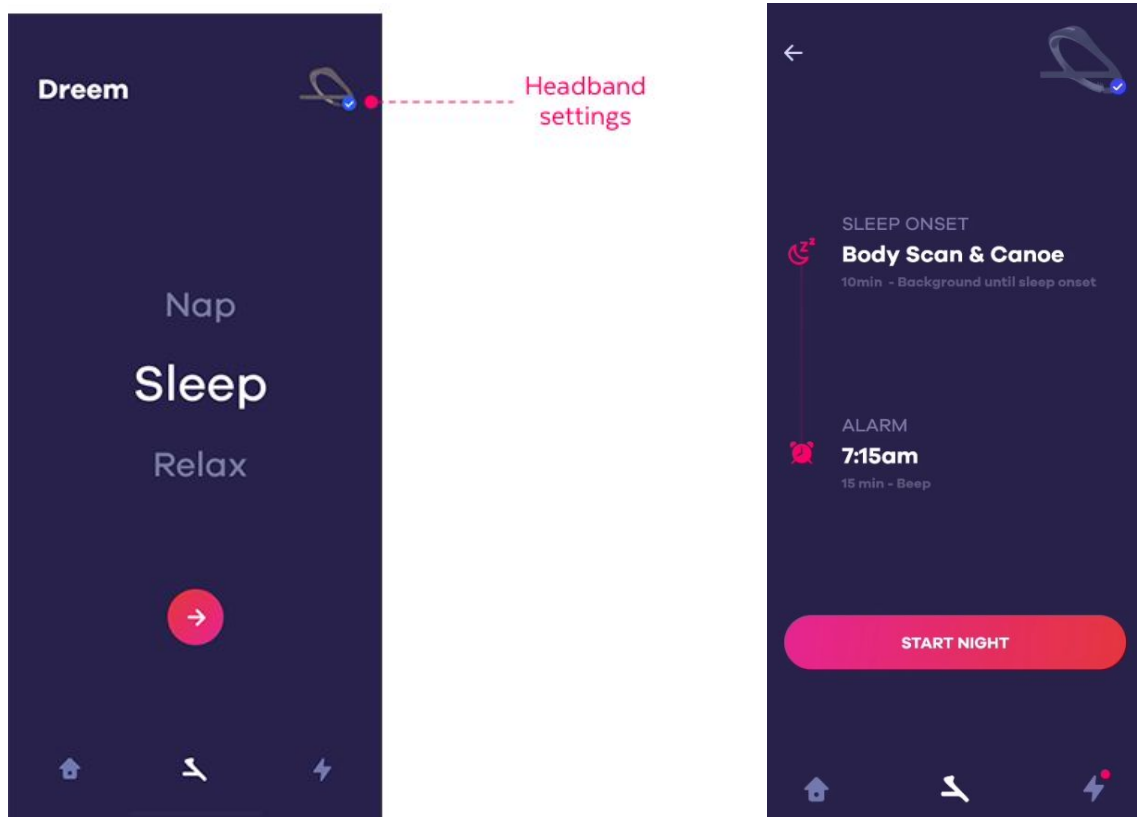 Dreem
Headband
settings
Nap
Sleep
Relax
SLEEP ONSET
Body Scan & Canoe
10min - Background until sleep onset
ALARM
7:15am
15 min - Beep
START NIGHT